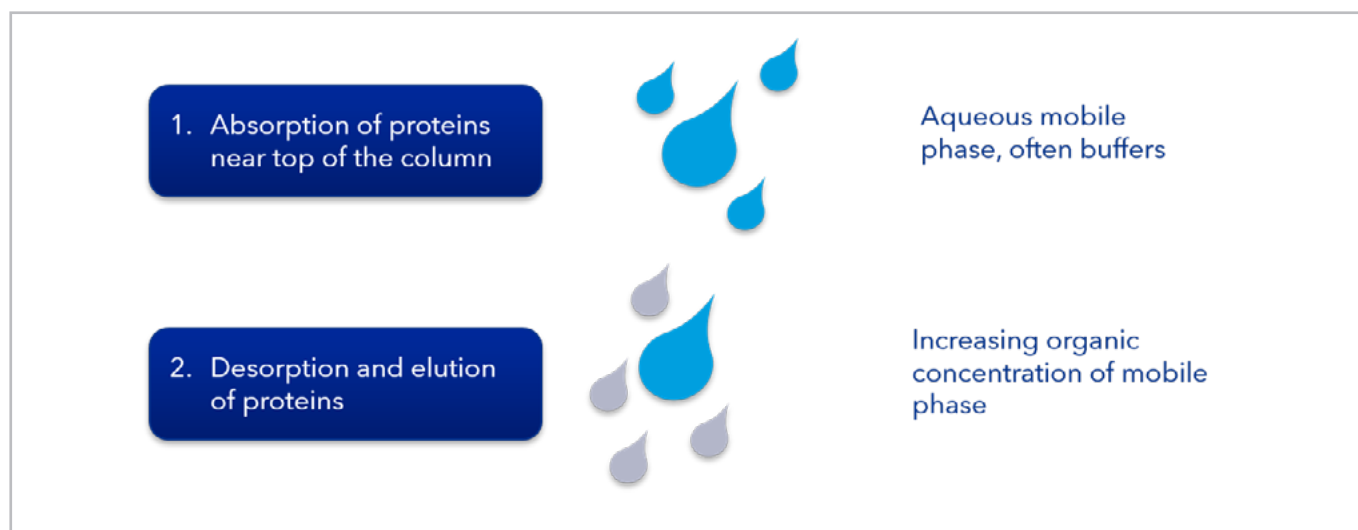 1. Absorption of proteins
near top of the column
Aqueous mobile
phase, often buffers
2. Desorption and elution
of proteins
Increasing organic
concentration of mobile
phase